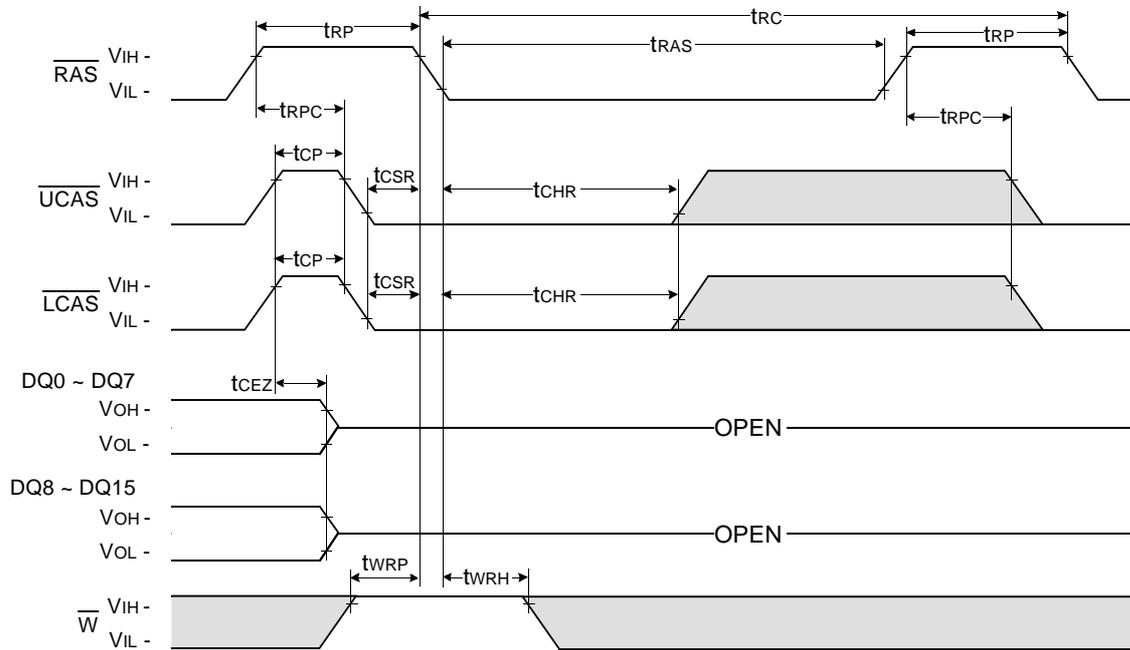 tRC
tRP
tRAS
tRP
RAS
VIH -
VIL -
tRPC
tRPC
tCP
tCSR
tCHR
UCAS
VIH -
VIL -
tCP
tCSR
tCHR
LCAS
VIH -
VIL -
tCEZ
DQ0 ~ DQ7
VOH -
VOL -
OPEN
DQ8 ~ DQ15
VOH -
VOL -
OPEN
tWRP
tWRH
W
VIH -
VIL -